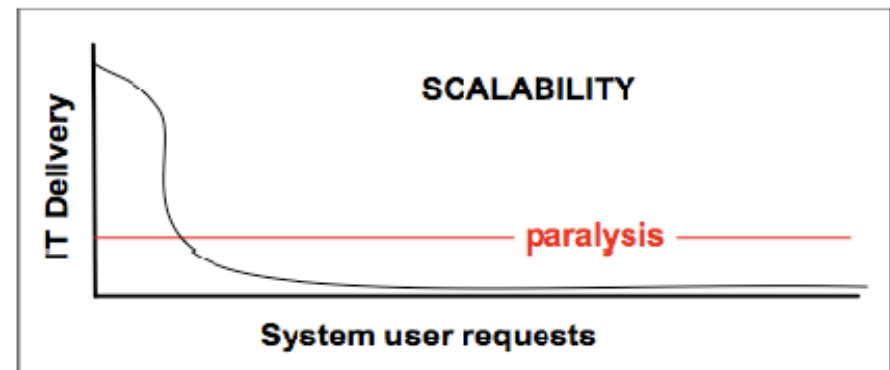 SCALABILITY
IT Delivery
paralysis
System user requests